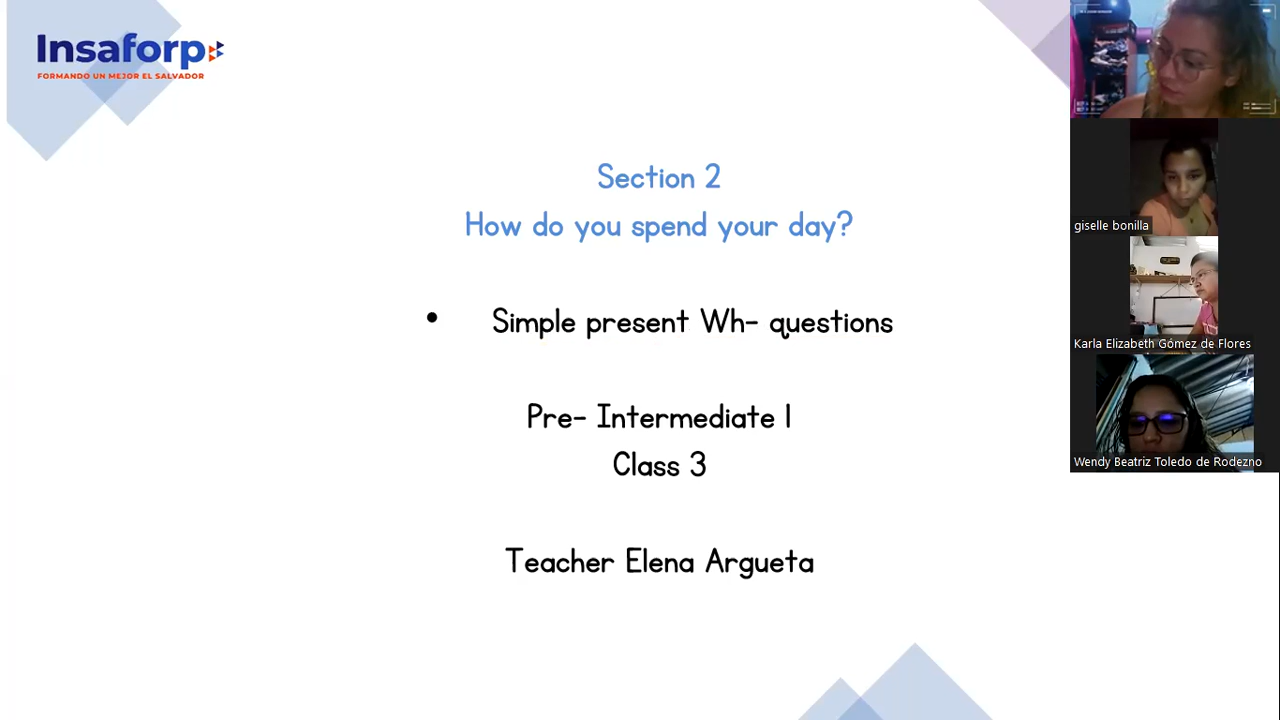 Insaforp
FORMANDO UN MEJOR EL SALVADOR
Section 2
How do you spend your day?
• Simple present Wh- questions
Pre- Intermediate I
Class 3
Teacher Elena Argueta
giselle bonilla
Karla Elizabeth Gómez de Flores
Wendy Beatriz Toledo de Rodezno